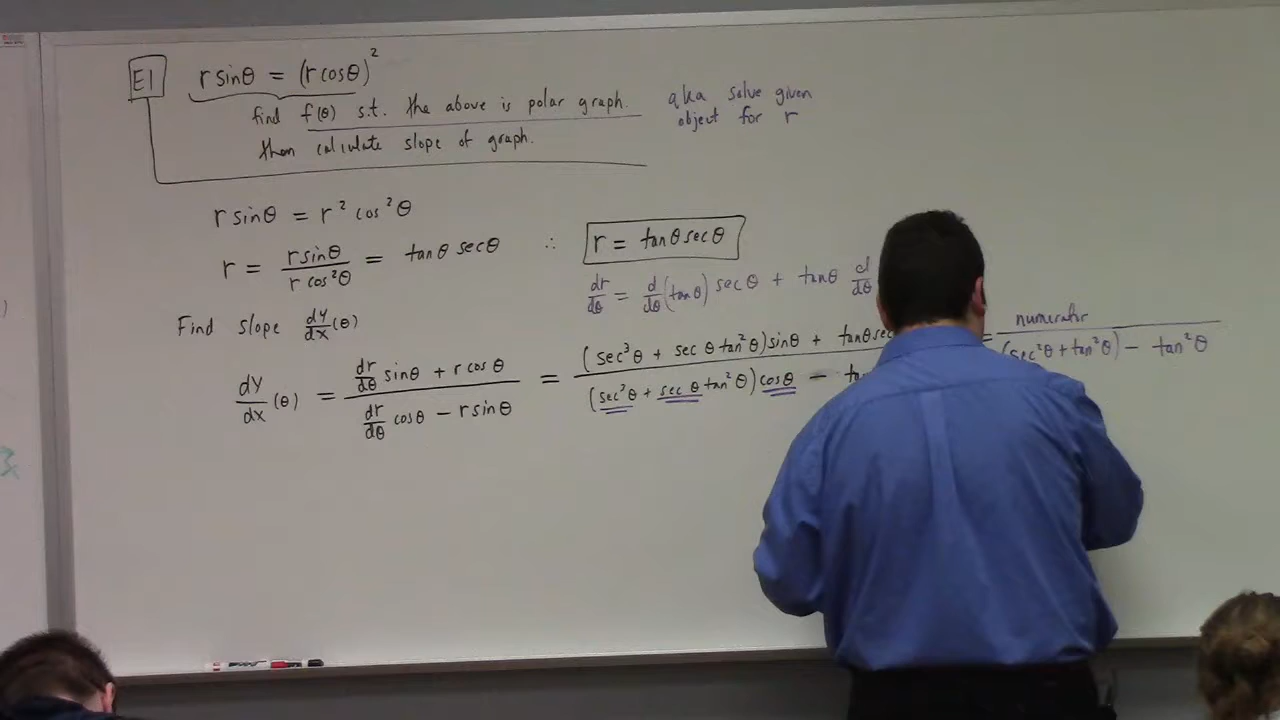 E1 r sinθ = (r cosθ)²
find f(θ) s.t. the above is polar graph.
then calculate slope of graph.
aka solve given
object for r
r sinθ = r² cos²θ
r = r sinθ / r cos²θ = tanθ secθ ∴ r = tanθ secθ
dr/dθ = d/dθ(tanθ) secθ + tanθ d/dθ
Find slope dy/dx(θ)
dy/dx(θ) = (dr/dθ sinθ + r cosθ) / (dr/dθ cosθ − r sinθ) = ((sec³θ + secθ tan²θ) sinθ + tanθ sec) / ((sec³θ + secθ tan²θ) cosθ − ta) = numerator / ((sec²θ + tan²θ) − tan²θ)